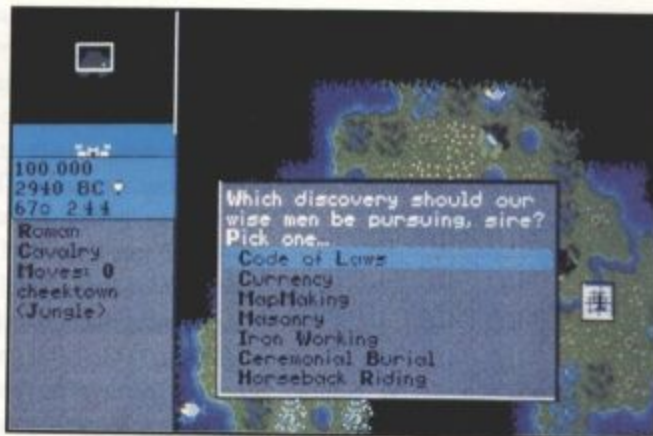 100.000
2940 BC
67o 2 4 4
Roman
Cavalry
Moves: 0
cheektown
(Jungle)
Which discovery should our
wise men be pursuing, sire?
Pick one...
Code of Laws
Currency
MapMaking
Masonry
Iron Working
Ceremonial Burial
Horseback Riding